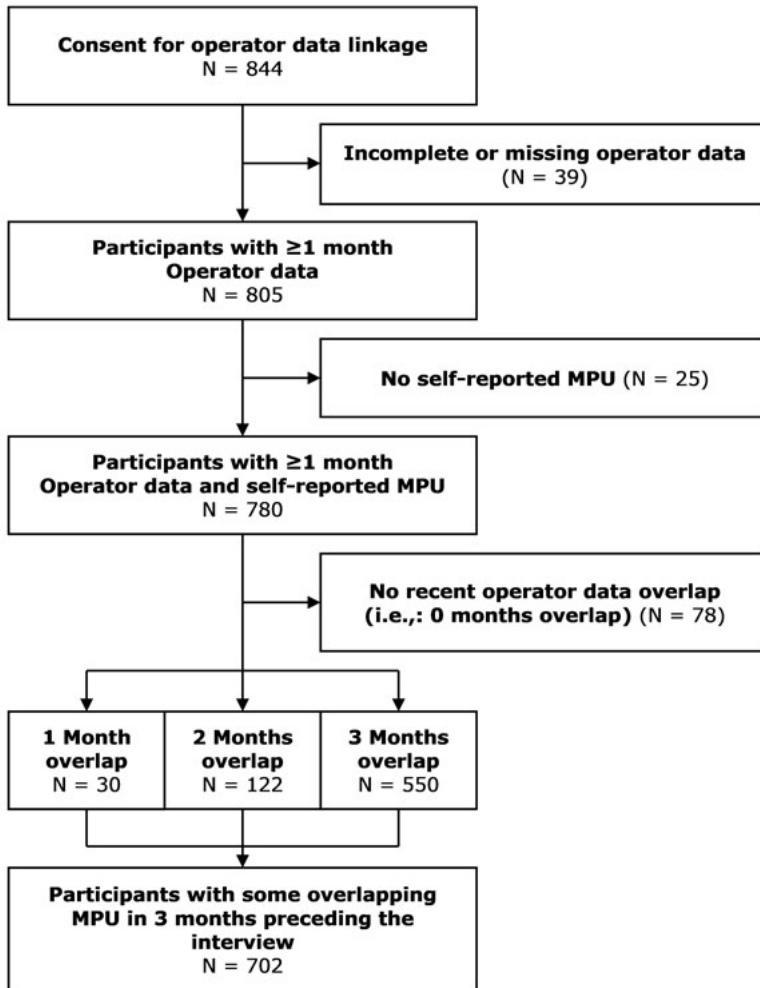 Consent for operator data linkage
N = 844
Incomplete or missing operator data
(N = 39)
Participants with ≥1 month
Operator data
N = 805
No self-reported MPU (N = 25)
Participants with ≥1 month
Operator data and self-reported MPU
N = 780
No recent operator data overlap
(i.e.,: 0 months overlap) (N = 78)
1 Month
overlap
N = 30
2 Months
overlap
N = 122
3 Months
overlap
N = 550
Participants with some overlapping
MPU in 3 months preceding the
interview
N = 702